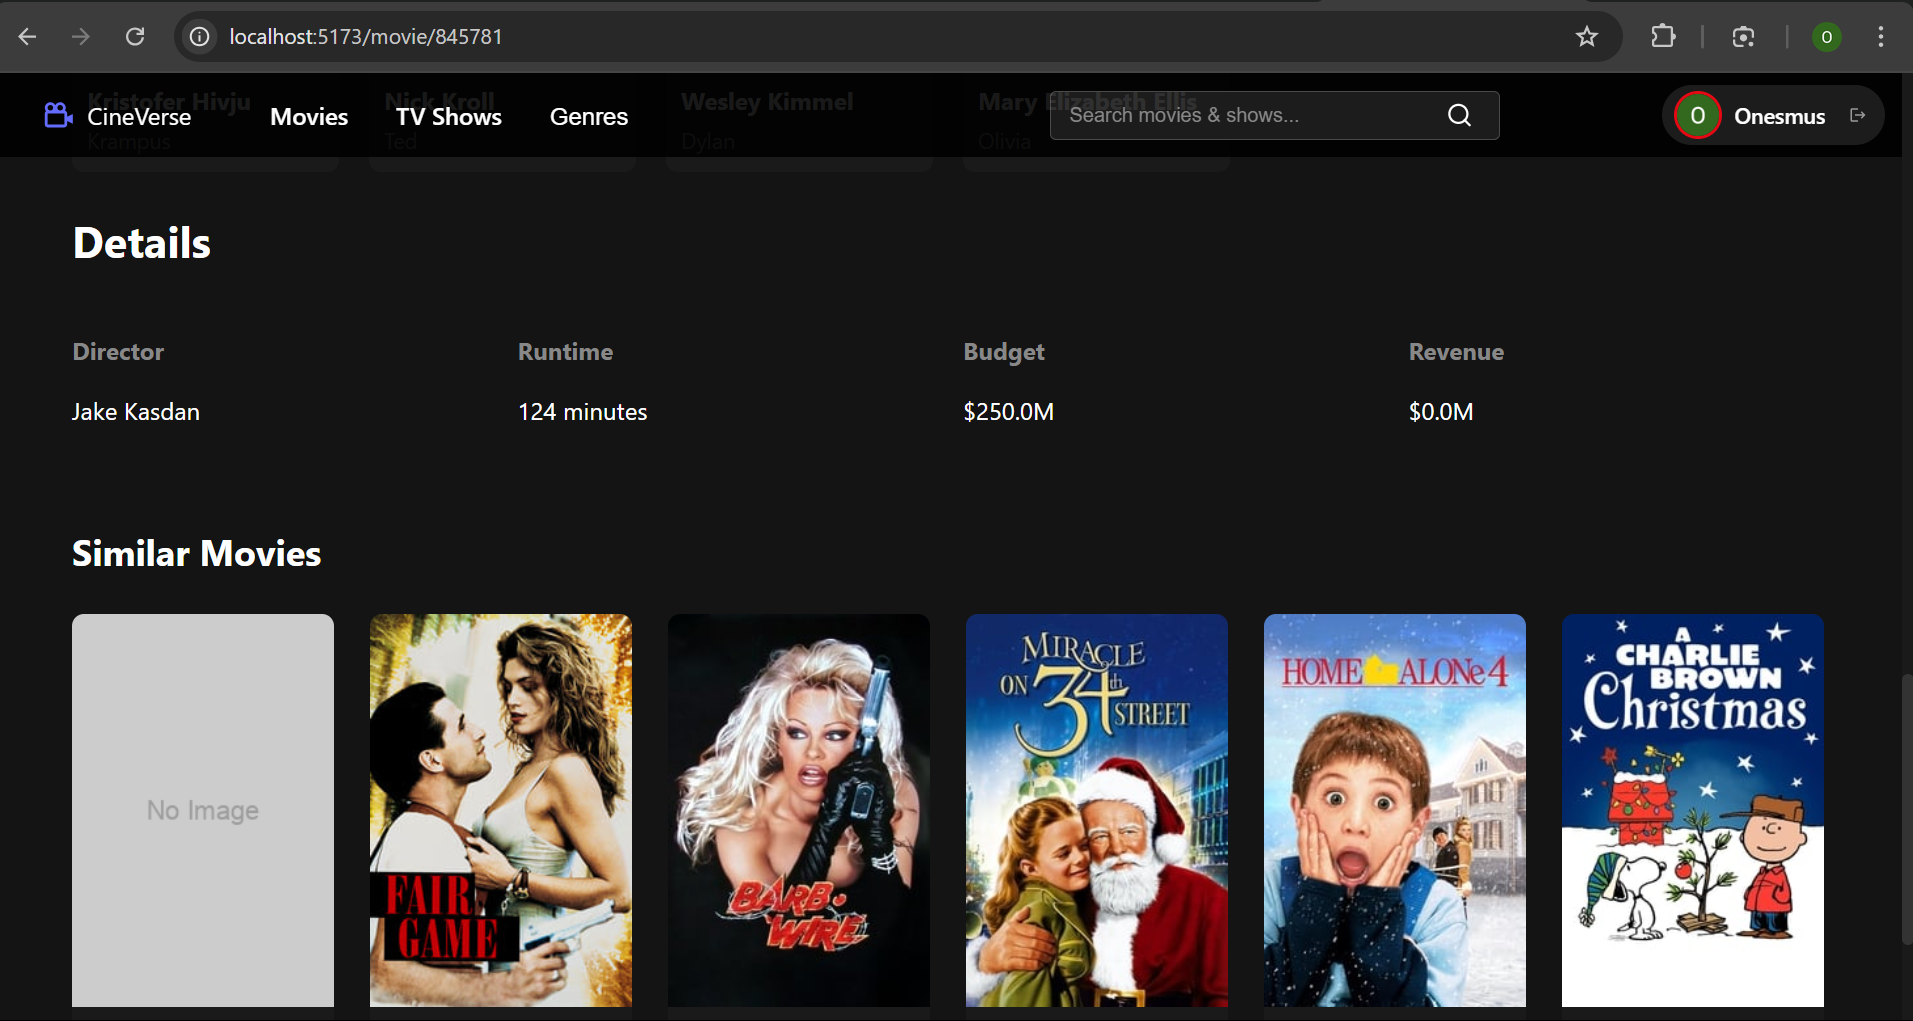 localhost:5173/movie/845781
O
Kristofer Hivju
Nick Kroll
Wesley Kimmel
Mary Elizabeth Ellis
CineVerse
Movies
TV Shows
Genres
Search movies & shows...
O
Onesmus
Krampus
Ted
Dylan
Olivia
Details
Director
Runtime
Budget
Revenue
Jake Kasdan
124 minutes
$250.0M
$0.0M
Similar Movies
No Image
FAIR
GAME
BARB
WIRE
MIRACLE
ON 34th
STREET
HOME ALONe 4
A
CHARLIE
BROWN
Christmas